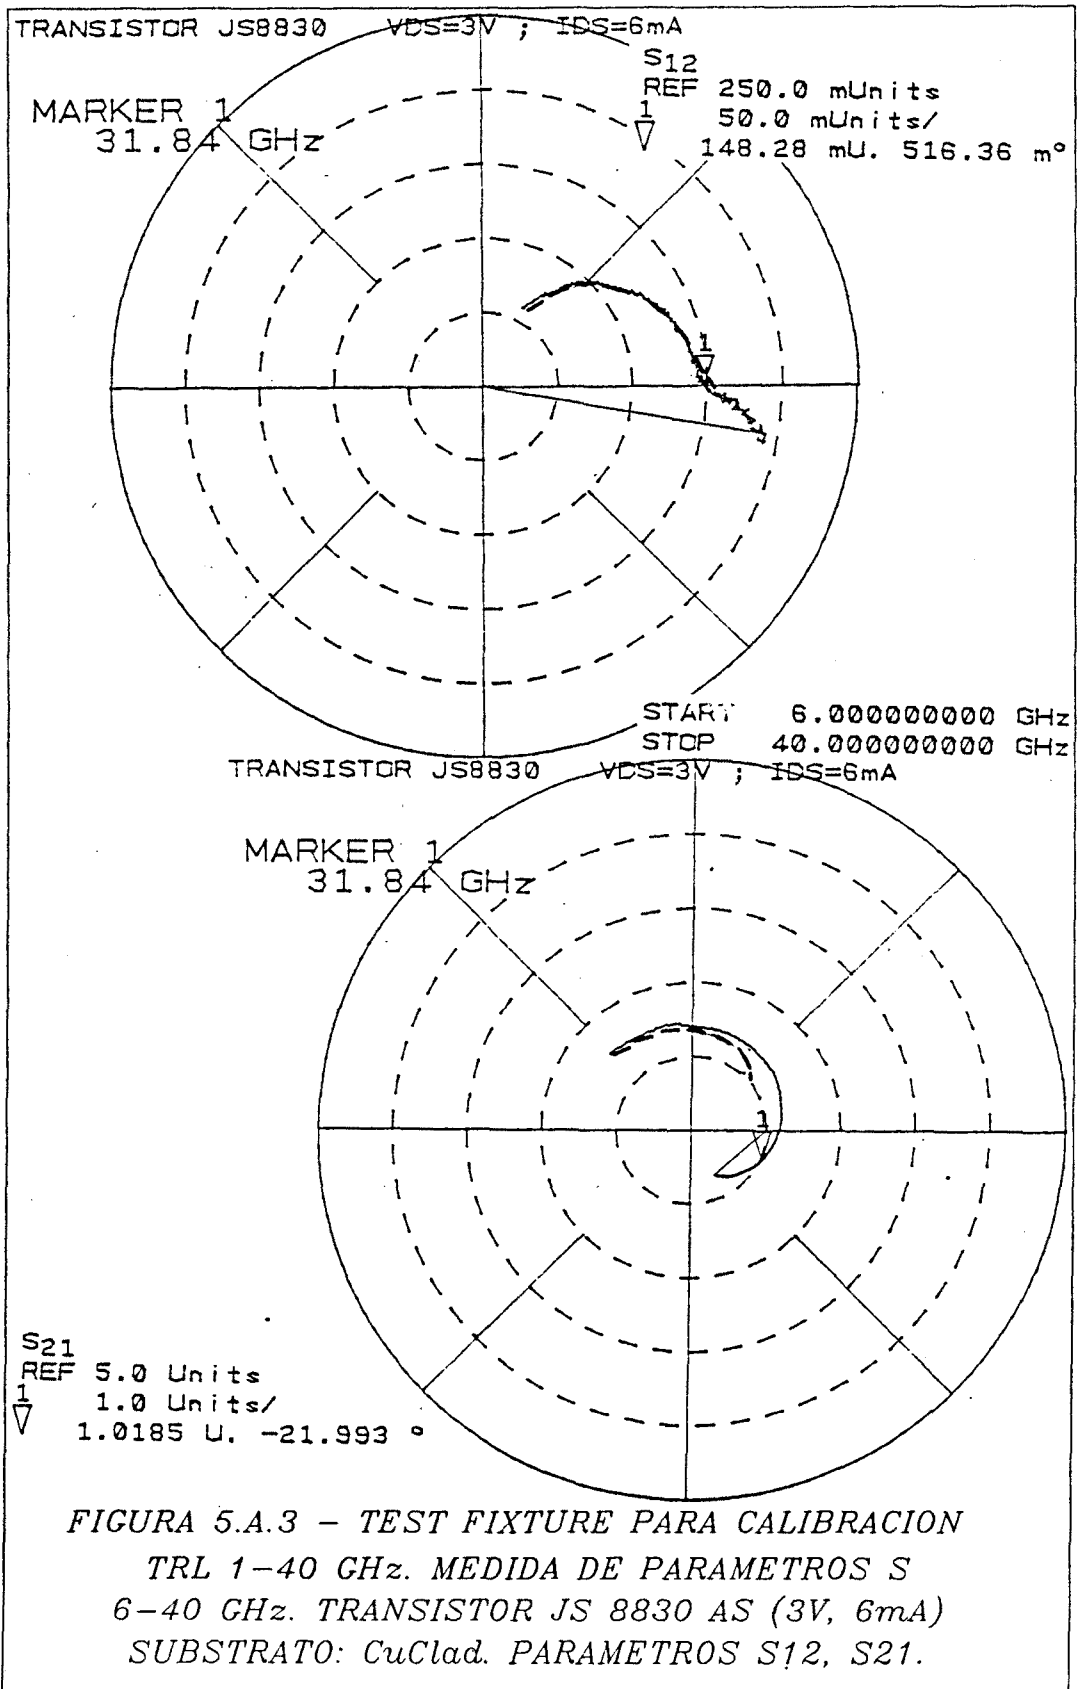 TRANSISTOR JS8830 VDS=3V ; IDS=6mA
S12
REF 250.0 mUnits
1 50.0 mUnits/
▽ 148.28 mU. 516.36 m°
MARKER 1
31.84 GHz
1
START 6.000000000 GHz
STOP 40.000000000 GHz
TRANSISTOR JS8830 VDS=3V ; IDS=6mA
MARKER 1
31.84 GHz
1
S21
REF 5.0 Units
1 1.0 Units/
▽ 1.0185 U. -21.993 °
FIGURA 5.A.3 - TEST FIXTURE PARA CALIBRACION
TRL 1-40 GHz. MEDIDA DE PARAMETROS S
6-40 GHz. TRANSISTOR JS 8830 AS (3V, 6mA)
SUBSTRATO: CuClad. PARAMETROS S12, S21.